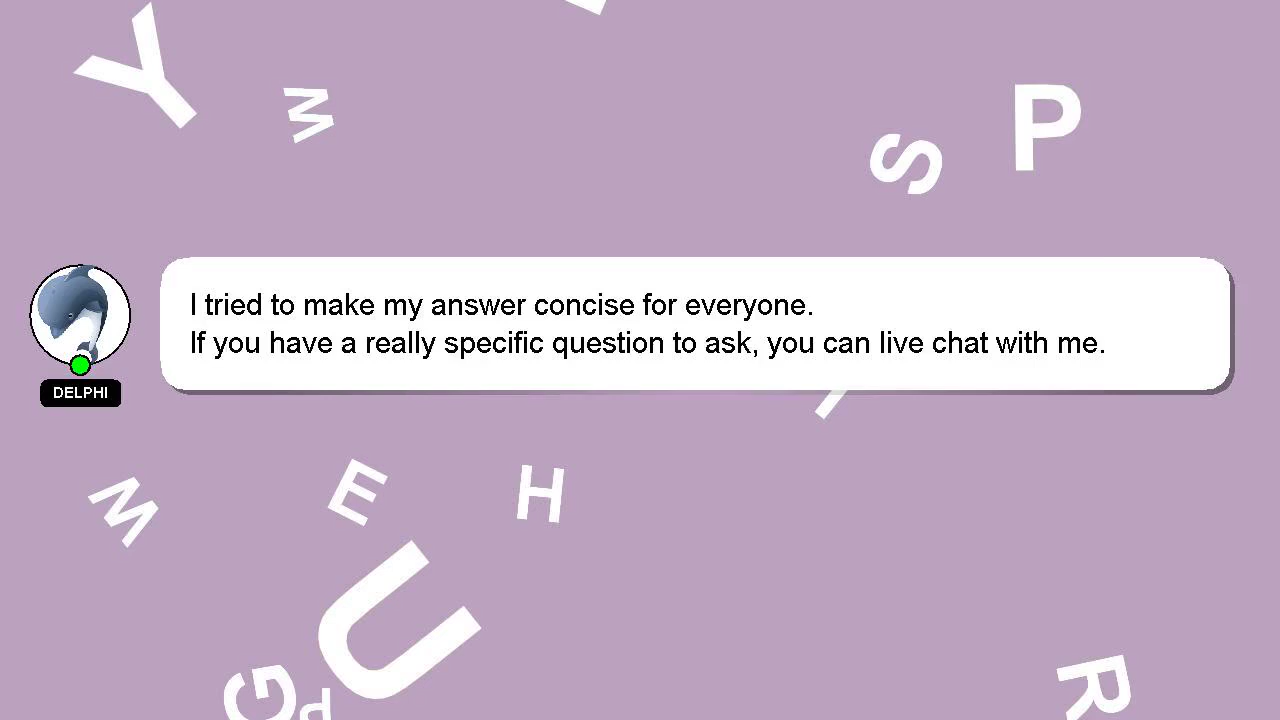 Y
W
S
P
I tried to make my answer concise for everyone.
If you have a really specific question to ask, you can live chat with me.
DELPHI
W
E
H
U
G
R